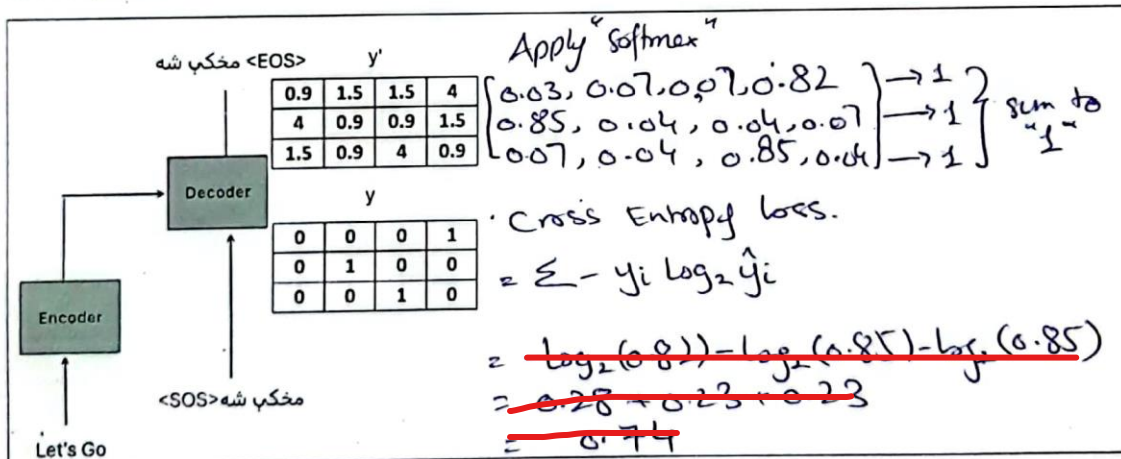 Apply "Softmax"
مخکې شه <EOS>
y'
0.9 1.5 1.5 4
4 0.9 0.9 1.5
1.5 0.9 4 0.9
0.03, 0.07, 0,07, 0.82 → 1
0.85, 0.04, 0.04, 0.07 → 1
0.07, 0.04, 0.85, 0.04 → 1
sum to "1"
Decoder
y
0 0 0 1
0 1 0 0
0 0 1 0
Cross Entropy loss.
= Σ - yi log₂ ŷi
Encoder
= log₂(0.82) - log₂(0.85) - log₂(0.85)
= 0.28 + 0.23 + 0.23
= 0.74
<SOS> مخکې شه
Let's Go